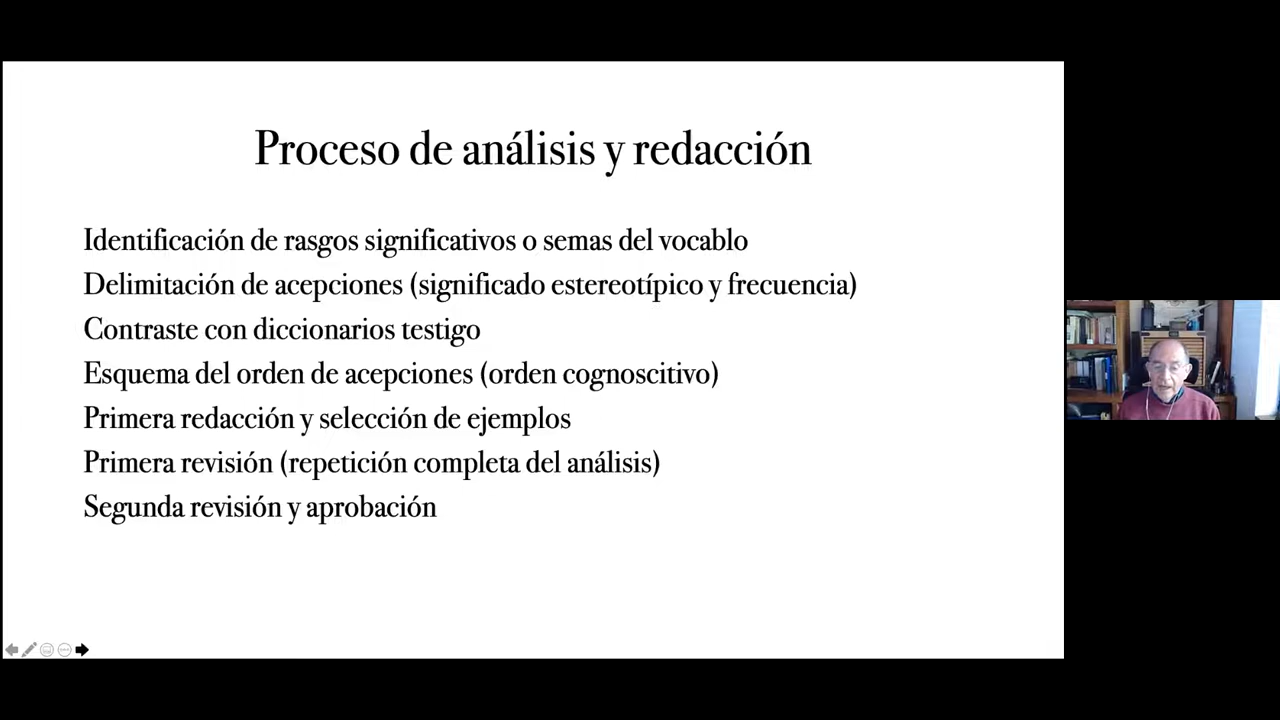 Proceso de análisis y redacción
Identificación de rasgos significativos o semas del vocablo
Delimitación de acepciones (significado estereotípico y frecuencia)
Contraste con diccionarios testigo
Esquema del orden de acepciones (orden cognoscitivo)
Primera redacción y selección de ejemplos
Primera revisión (repetición completa del análisis)
Segunda revisión y aprobación